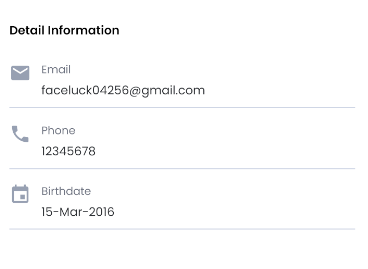 Detail Information
Email
faceluck04256@gmail.com
Phone
12345678
Birthdate
15-Mar-2016